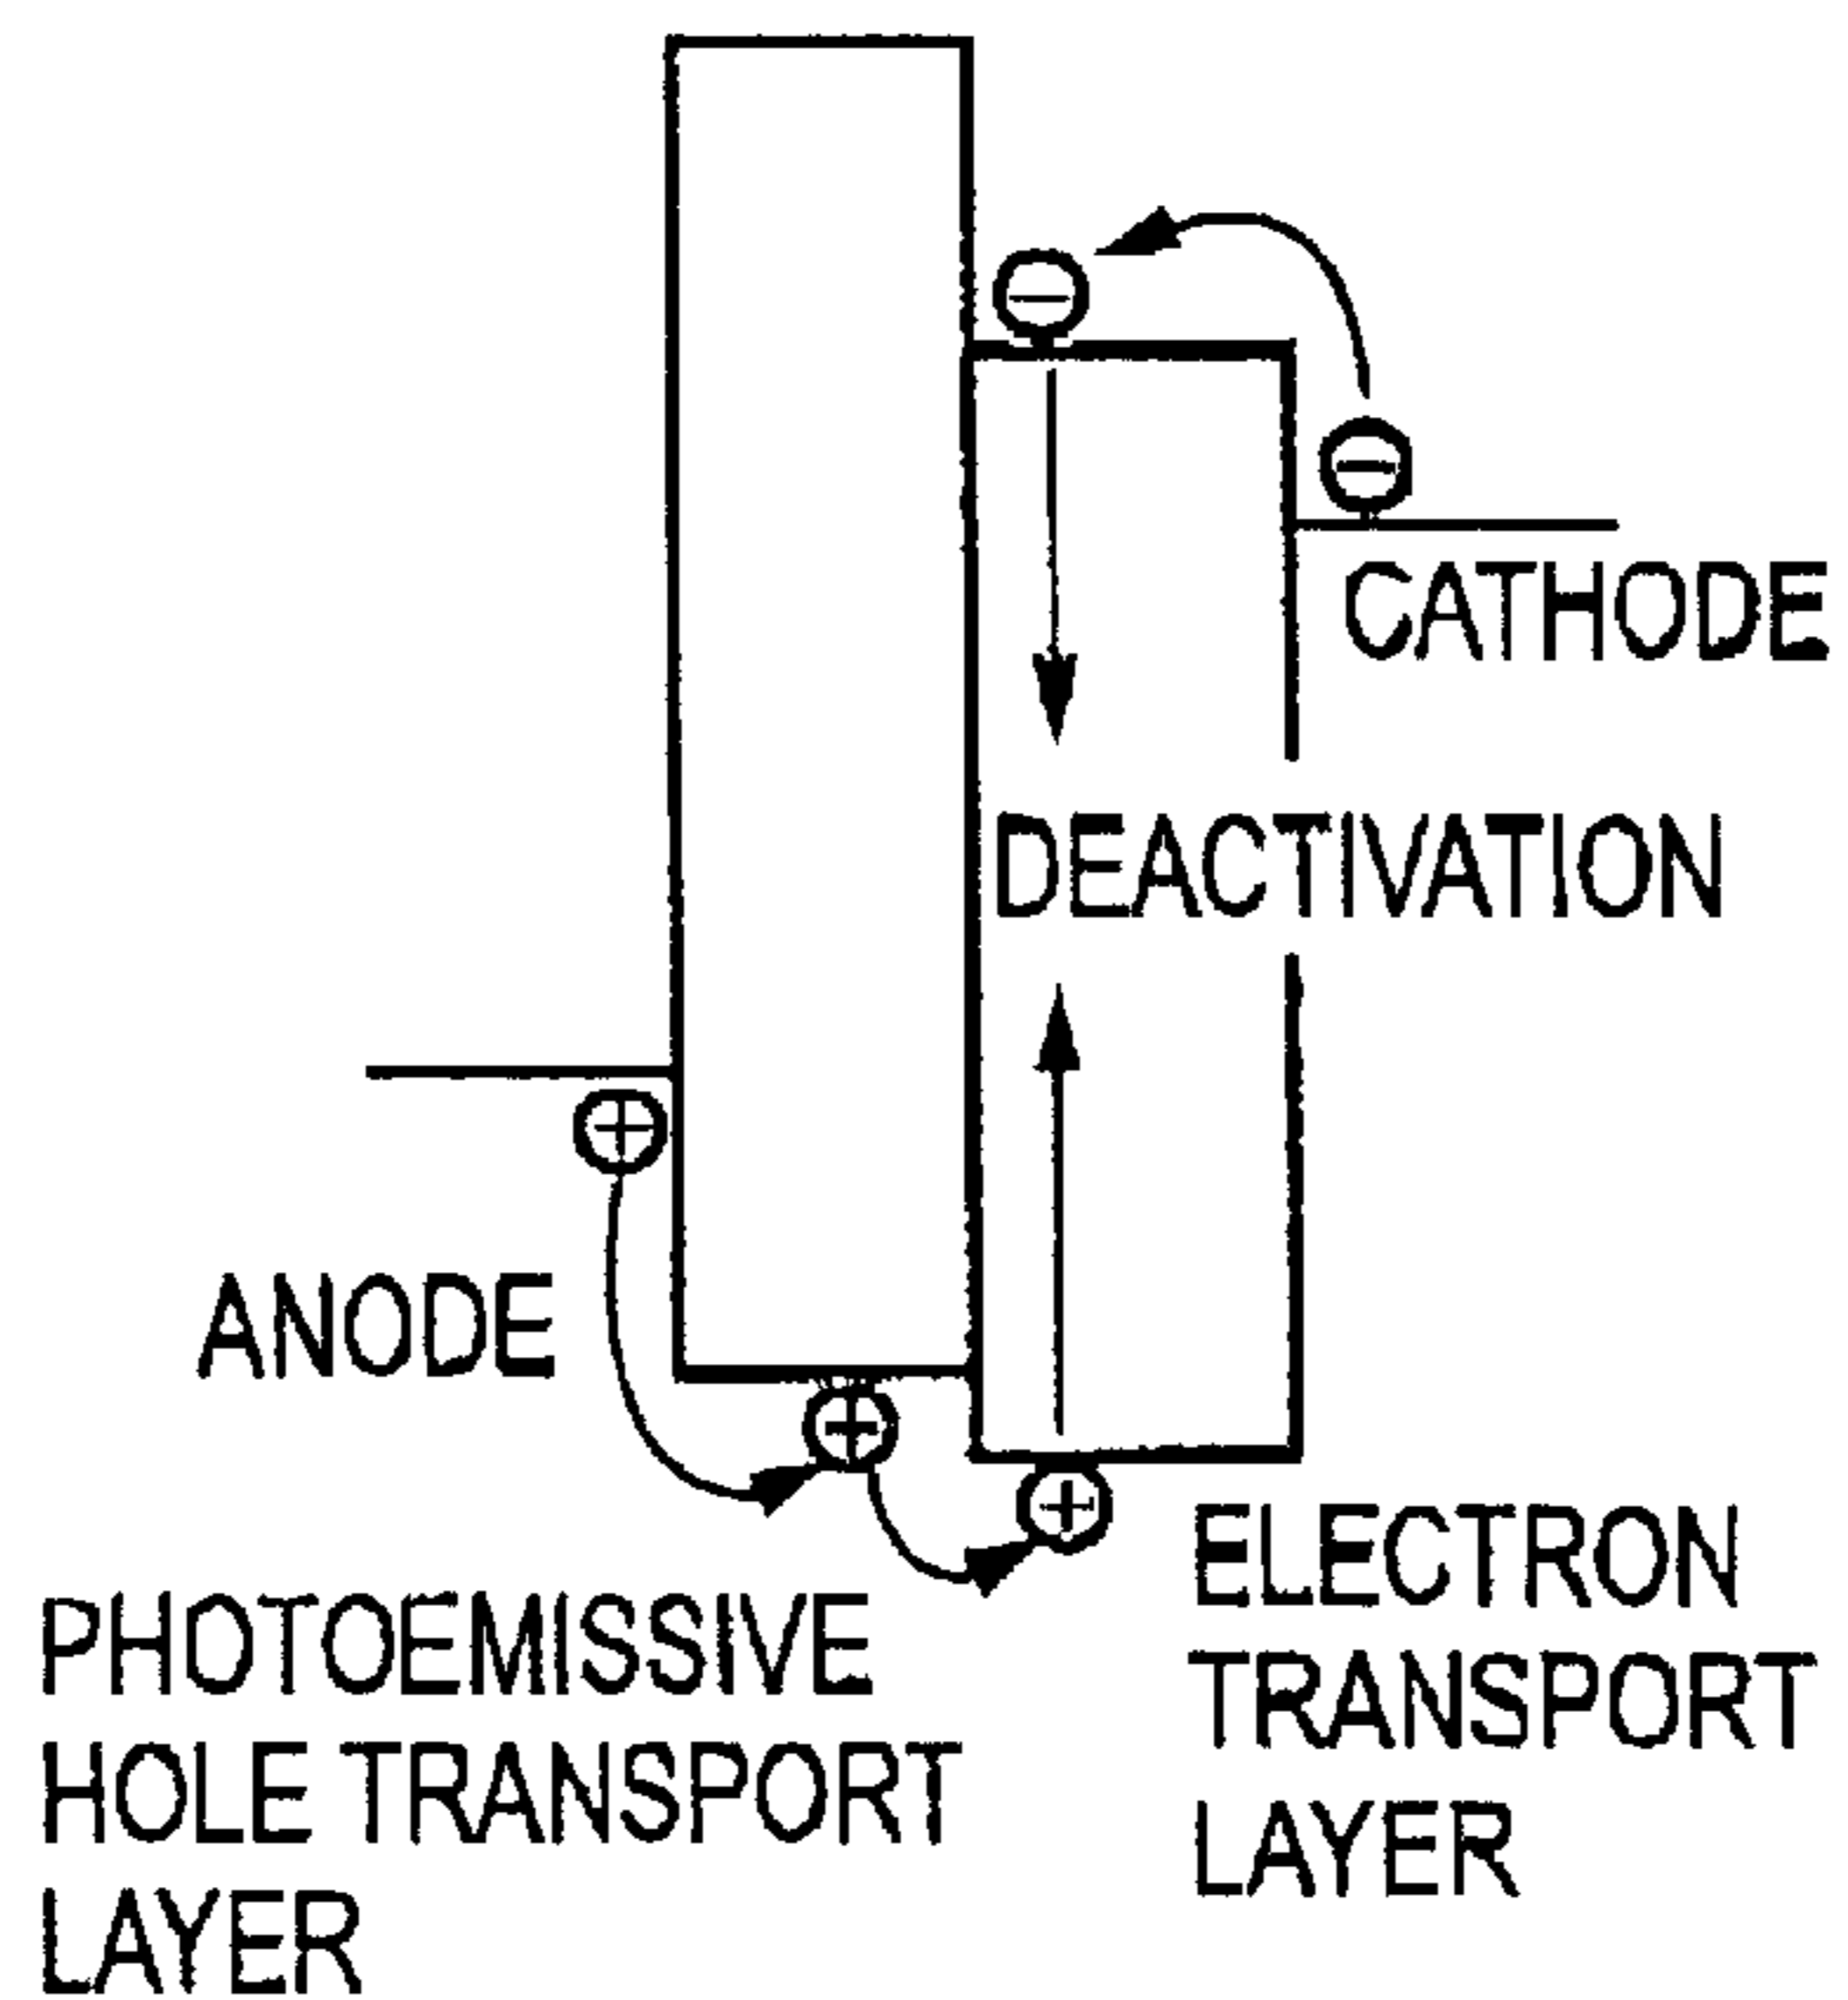 CATHODE
DEACTIVATION
ANODE
PHOTOEMISSIVE
HOLE TRANSPORT
LAYER
ELECTRON
TRANSPORT
LAYER